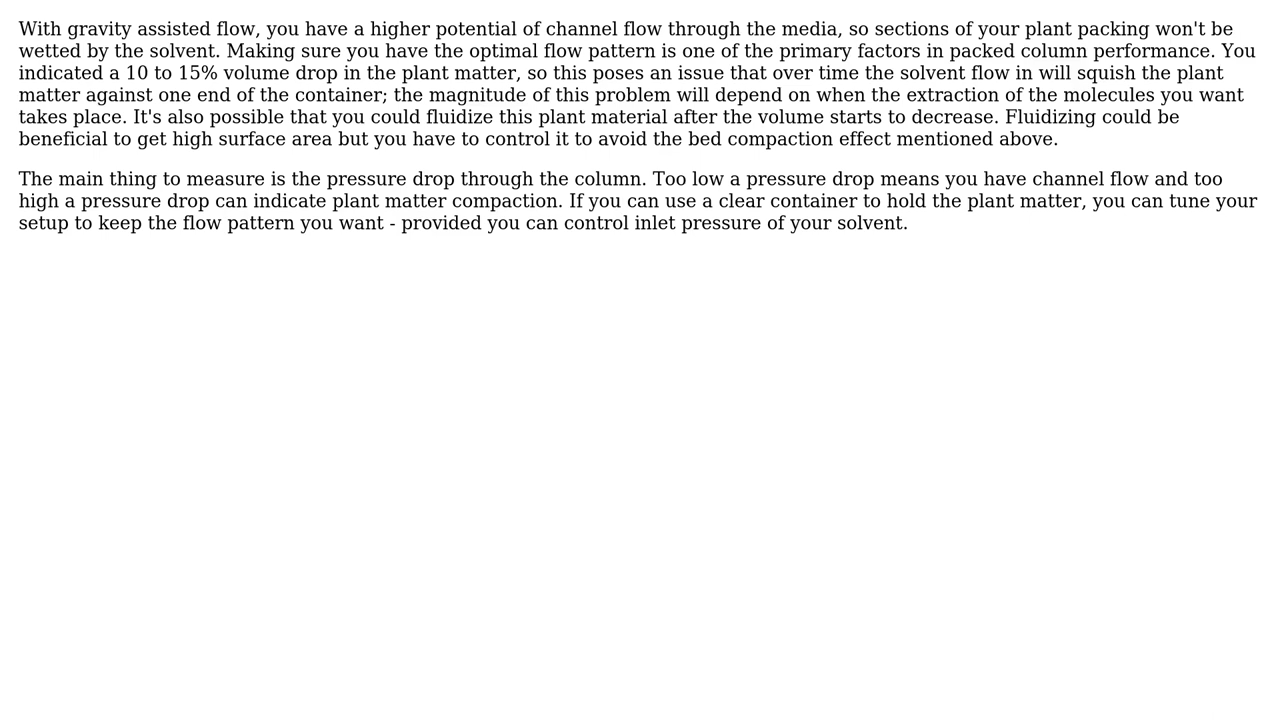 With gravity assisted flow, you have a higher potential of channel flow through the media, so sections of your plant packing won't be
wetted by the solvent. Making sure you have the optimal flow pattern is one of the primary factors in packed column performance. You
indicated a 10 to 15% volume drop in the plant matter, so this poses an issue that over time the solvent flow in will squish the plant
matter against one end of the container; the magnitude of this problem will depend on when the extraction of the molecules you want
takes place. It's also possible that you could fluidize this plant material after the volume starts to decrease. Fluidizing could be
beneficial to get high surface area but you have to control it to avoid the bed compaction effect mentioned above.
The main thing to measure is the pressure drop through the column. Too low a pressure drop means you have channel flow and too
high a pressure drop can indicate plant matter compaction. If you can use a clear container to hold the plant matter, you can tune your
setup to keep the flow pattern you want - provided you can control inlet pressure of your solvent.